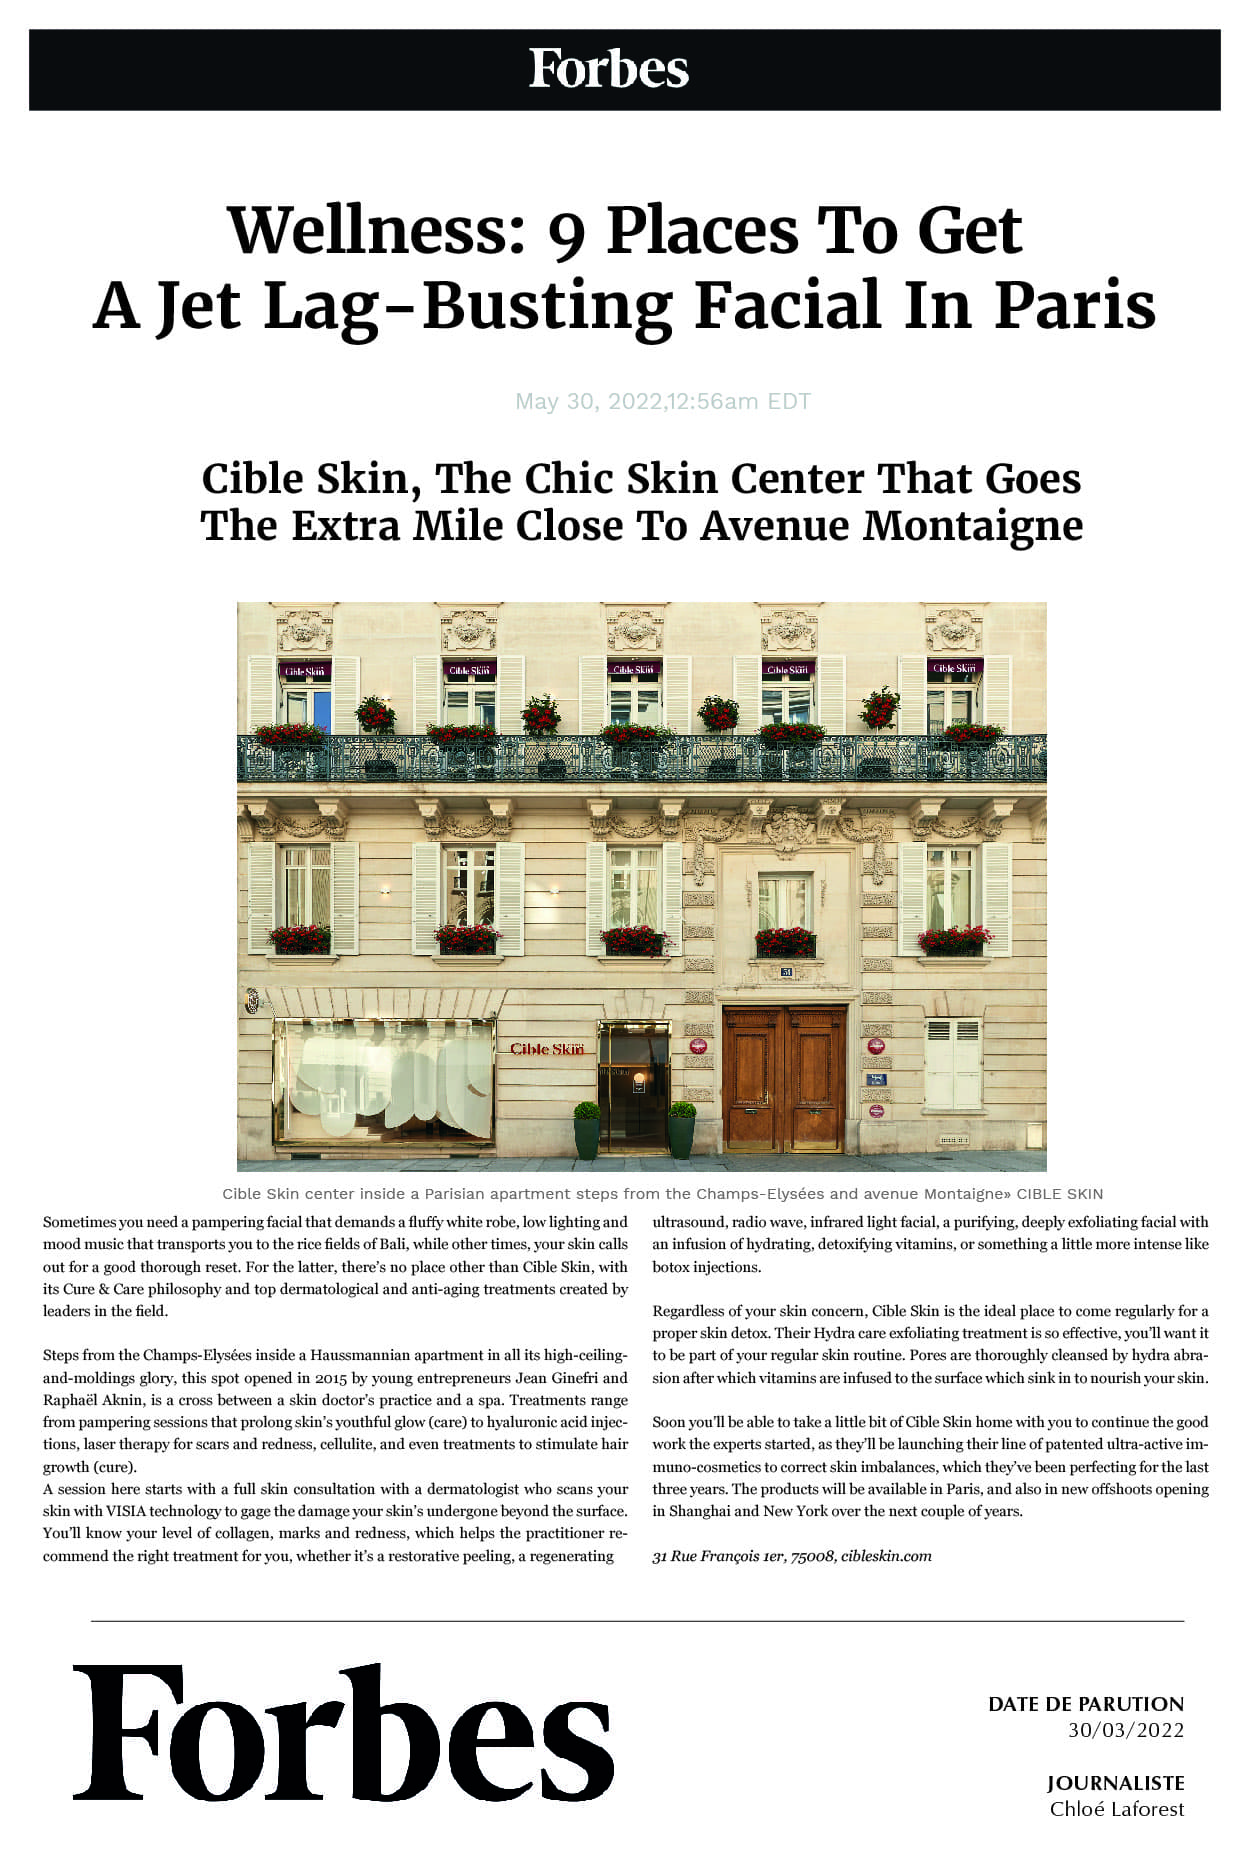 Forbes
Wellness: 9 Places To Get
A Jet Lag-Busting Facial In Paris
May 30, 2022,12:56am EDT
Cible Skin, The Chic Skin Center That Goes
The Extra Mile Close To Avenue Montaigne
Cible Skin
Cible Skin
Cible Skin
Cible Skin
Cible Skin
Cible Skin
Cible Skin center inside a Parisian apartment steps from the Champs-Elysées and avenue Montaigne» CIBLE SKIN
Sometimes you need a pampering facial that demands a fluffy white robe, low lighting and
mood music that transports you to the rice fields of Bali, while other times, your skin calls
out for a good thorough reset. For the latter, there's no place other than Cible Skin, with
its Cure & Care philosophy and top dermatological and anti-aging treatments created by
leaders in the field.
Steps from the Champs-Elysées inside a Haussmannian apartment in all its high-ceiling-
and-moldings glory, this spot opened in 2015 by young entrepreneurs Jean Ginefri and
Raphaël Aknin, is a cross between a skin doctor's practice and a spa. Treatments range
from pampering sessions that prolong skin's youthful glow (care) to hyaluronic acid injec-
tions, laser therapy for scars and redness, cellulite, and even treatments to stimulate hair
growth (cure).
A session here starts with a full skin consultation with a dermatologist who scans your
skin with VISIA technology to gage the damage your skin's undergone beyond the surface.
You'll know your level of collagen, marks and redness, which helps the practitioner re-
commend the right treatment for you, whether it's a restorative peeling, a regenerating
ultrasound, radio wave, infrared light facial, a purifying, deeply exfoliating facial with
an infusion of hydrating, detoxifying vitamins, or something a little more intense like
botox injections.
Regardless of your skin concern, Cible Skin is the ideal place to come regularly for a
proper skin detox. Their Hydra care exfoliating treatment is so effective, you'll want it
to be part of your regular skin routine. Pores are thoroughly cleansed by hydra abra-
sion after which vitamins are infused to the surface which sink in to nourish your skin.
Soon you'll be able to take a little bit of Cible Skin home with you to continue the good
work the experts started, as they'll be launching their line of patented ultra-active im-
muno-cosmetics to correct skin imbalances, which they've been perfecting for the last
three years. The products will be available in Paris, and also in new offshoots opening
in Shanghai and New York over the next couple of years.
31 Rue François 1er, 75008, cibleskin.com
Forbes
DATE DE PARUTION
30/03/2022
JOURNALISTE
Chloé Laforest